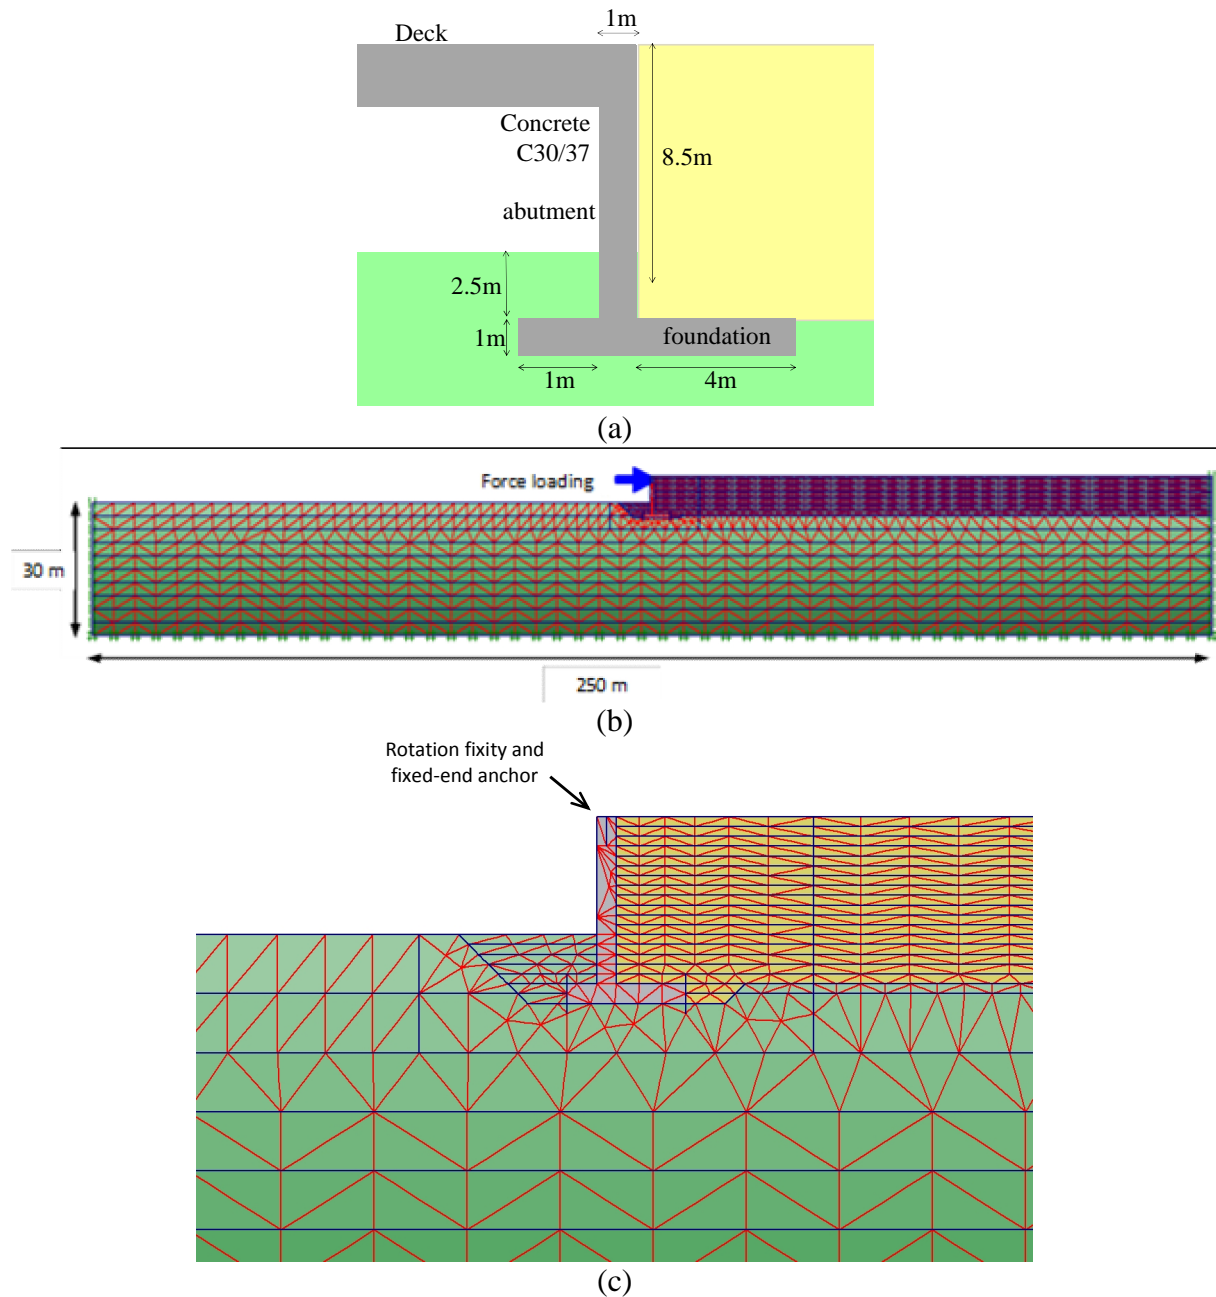 1m
Deck
Concrete
C30/37
8.5m
abutment
2.5m
1m
foundation
1m
4m
(a)
Force loading
30 m
250 m
(b)
Rotation fixity and
fixed-end anchor
(c)